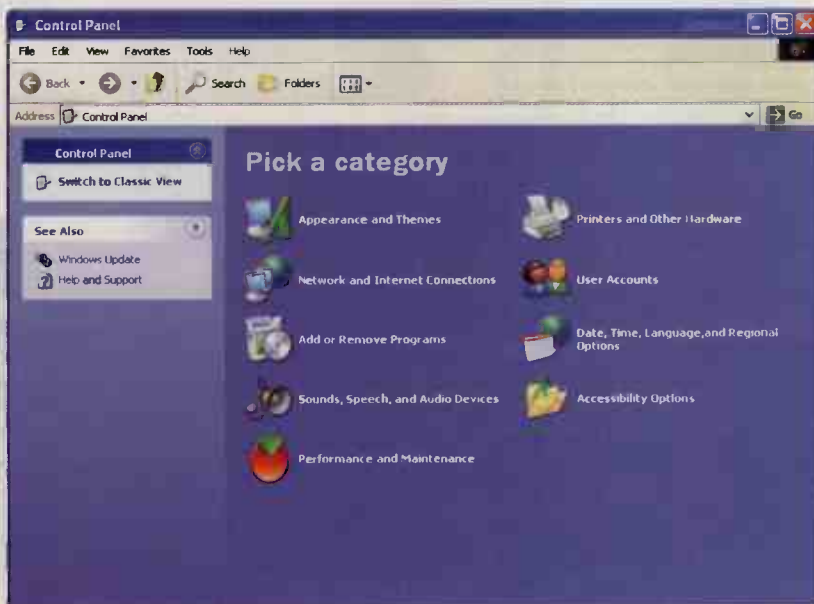 Control Panel
File Edit View Favorites Tools Help
Back Search Folders
Address Control Panel Go
Control Panel
Switch to Classic View
See Also
Windows Update
Help and Support
Pick a category
Appearance and Themes
Printers and Other Hardware
Network and Internet Connections
User Accounts
Add or Remove Programs
Date, Time, Language,and Regional
Options
Sounds, Speech, and Audio Devices
Accessibility Options
Performance and Maintenance